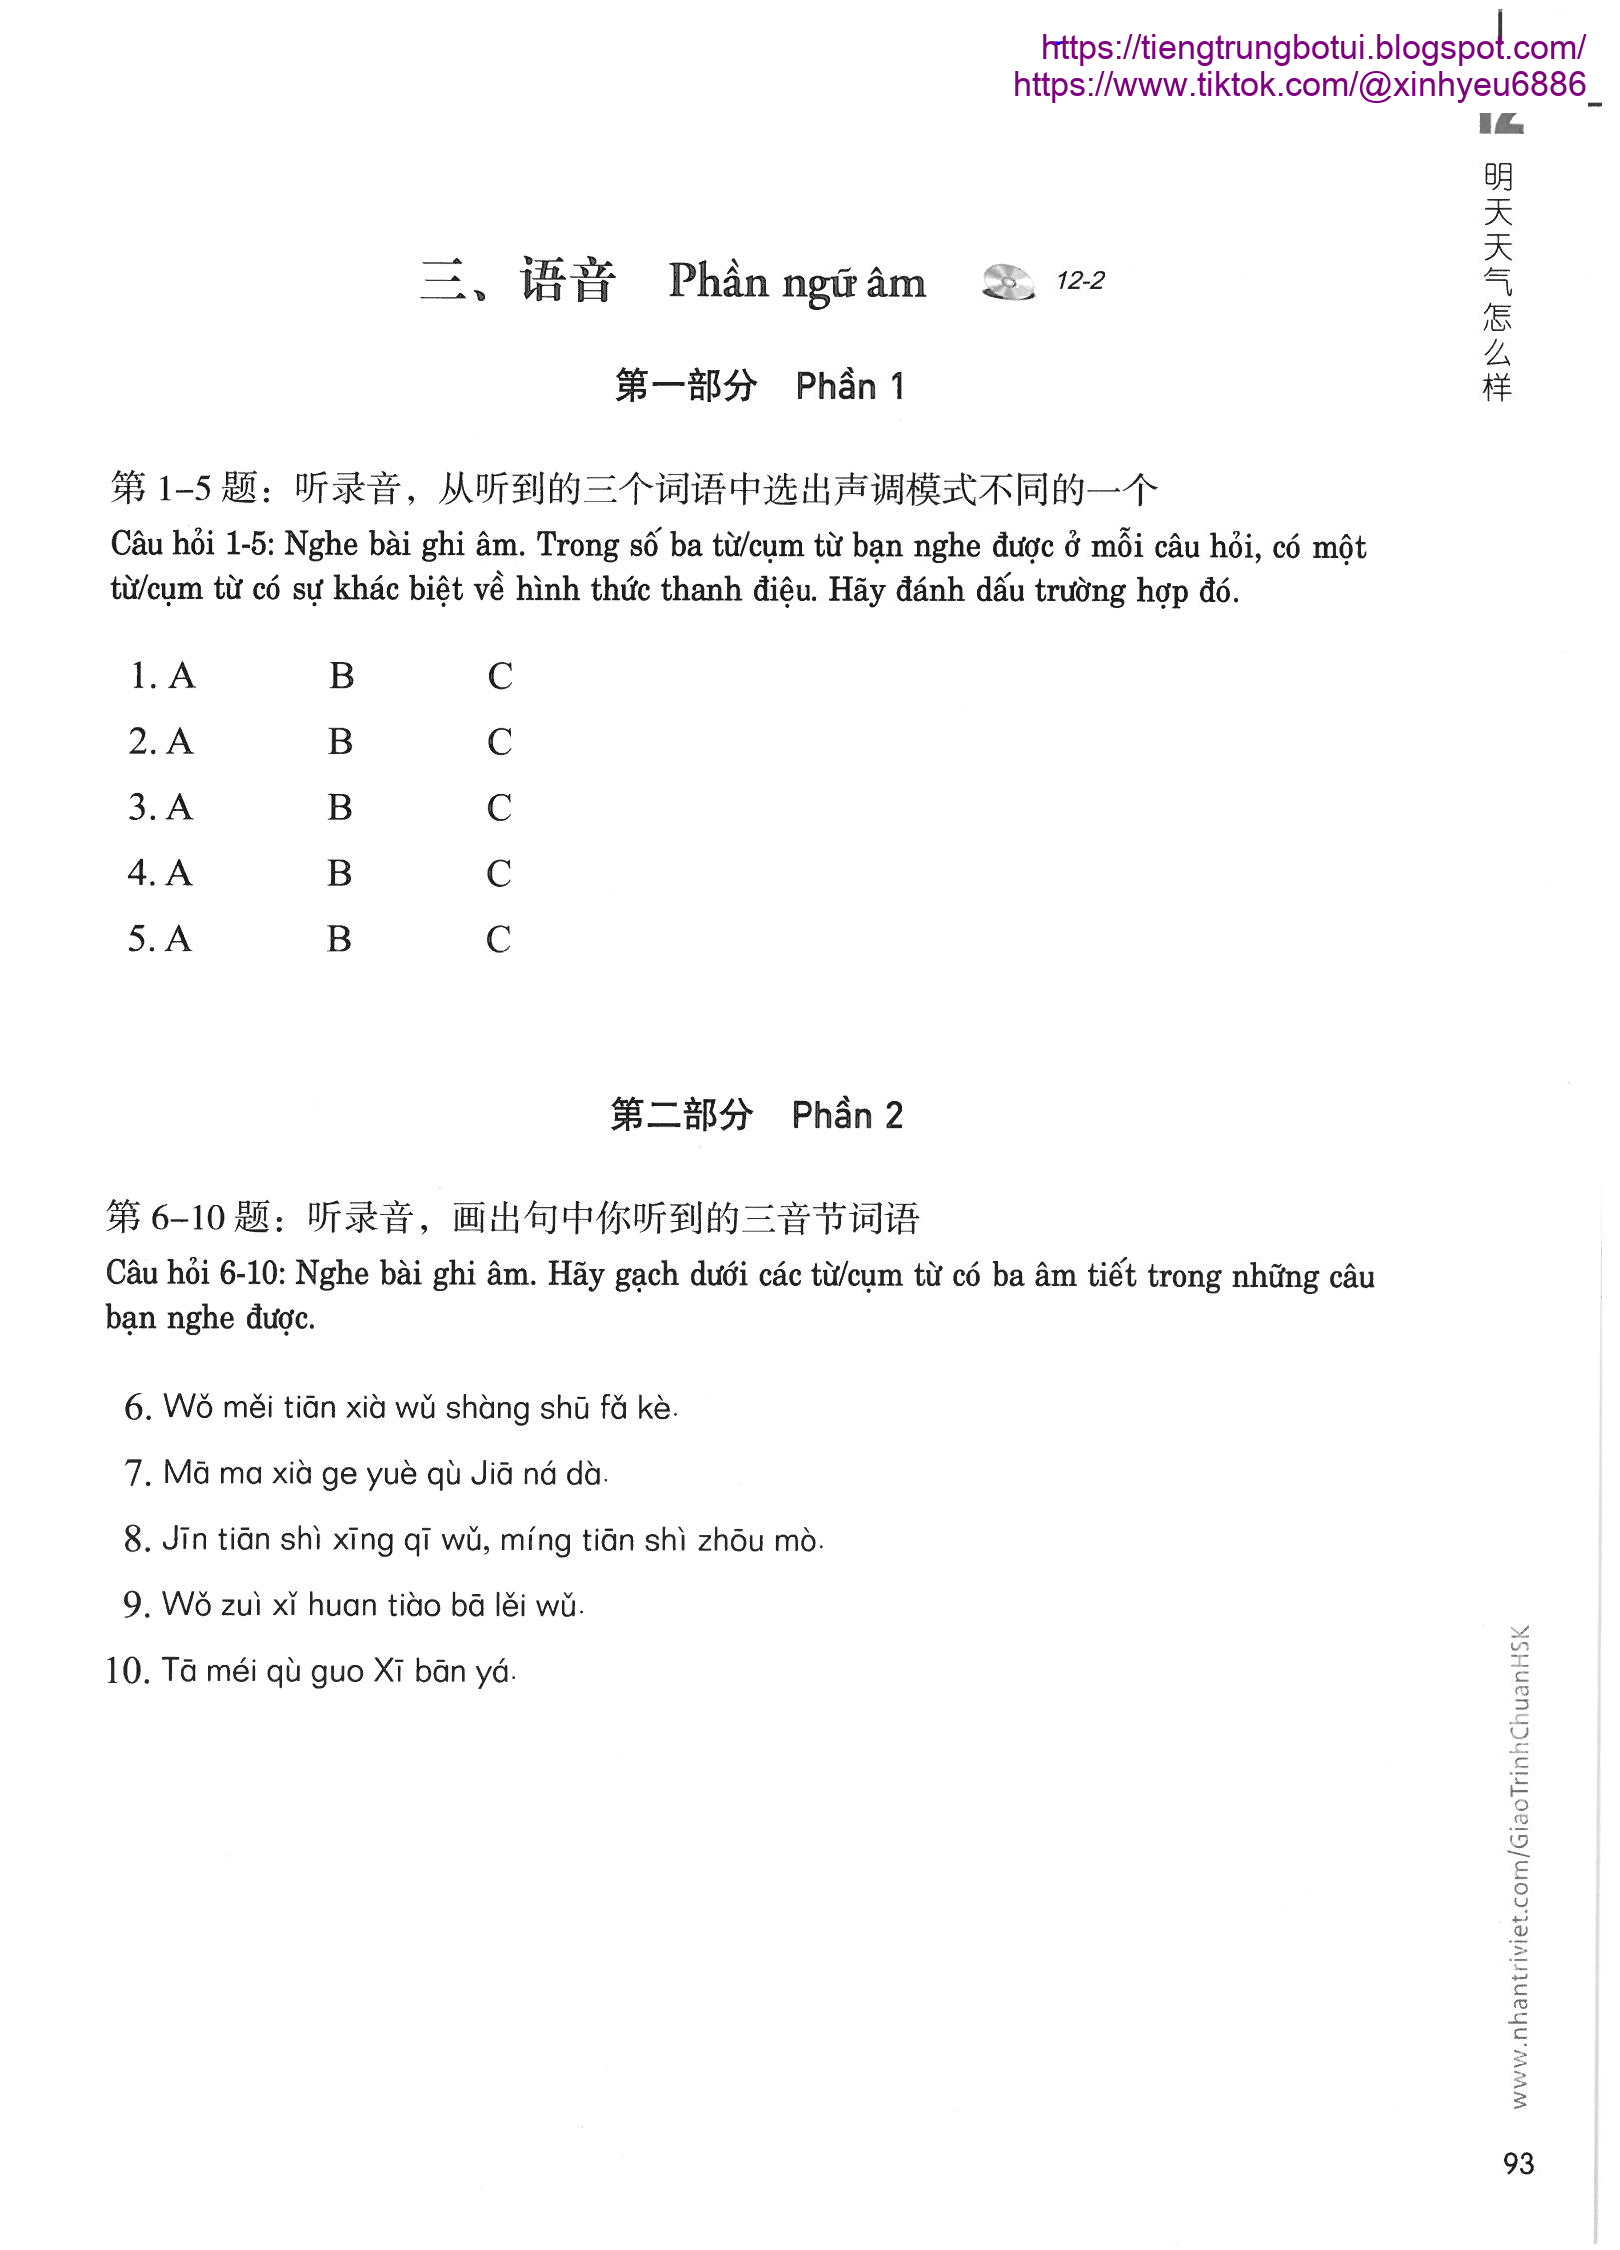 https://tiengtrungbotui.blogspot.com/
https://www.tiktok.com/@xinhyeu6886
12
明天天气怎么样
三、语音 Phần ngữ âm 12-2
第一部分 Phần 1
第 1–5 题：听录音，从听到的三个词语中选出声调模式不同的一个
Câu hỏi 1-5: Nghe bài ghi âm. Trong số ba từ/cụm từ bạn nghe được ở mỗi câu hỏi, có một
từ/cụm từ có sự khác biệt về hình thức thanh điệu. Hãy đánh dấu trường hợp đó.
1. A B C
2. A B C
3. A B C
4. A B C
5. A B C
第二部分 Phần 2
第 6–10 题：听录音，画出句中你听到的三音节词语
Câu hỏi 6-10: Nghe bài ghi âm. Hãy gạch dưới các từ/cụm từ có ba âm tiết trong những câu
bạn nghe được.
6. Wǒ měi tiān xià wǔ shàng shū fǎ kè.
7. Mā ma xià ge yuè qù Jiā ná dà.
8. Jīn tiān shì xīng qī wǔ, míng tiān shì zhōu mò.
9. Wǒ zuì xǐ huan tiào bā lěi wǔ.
10. Tā méi qù guo Xī bān yá.
www.nhantriviet.com/GiaoTrinhChuanHSK
93